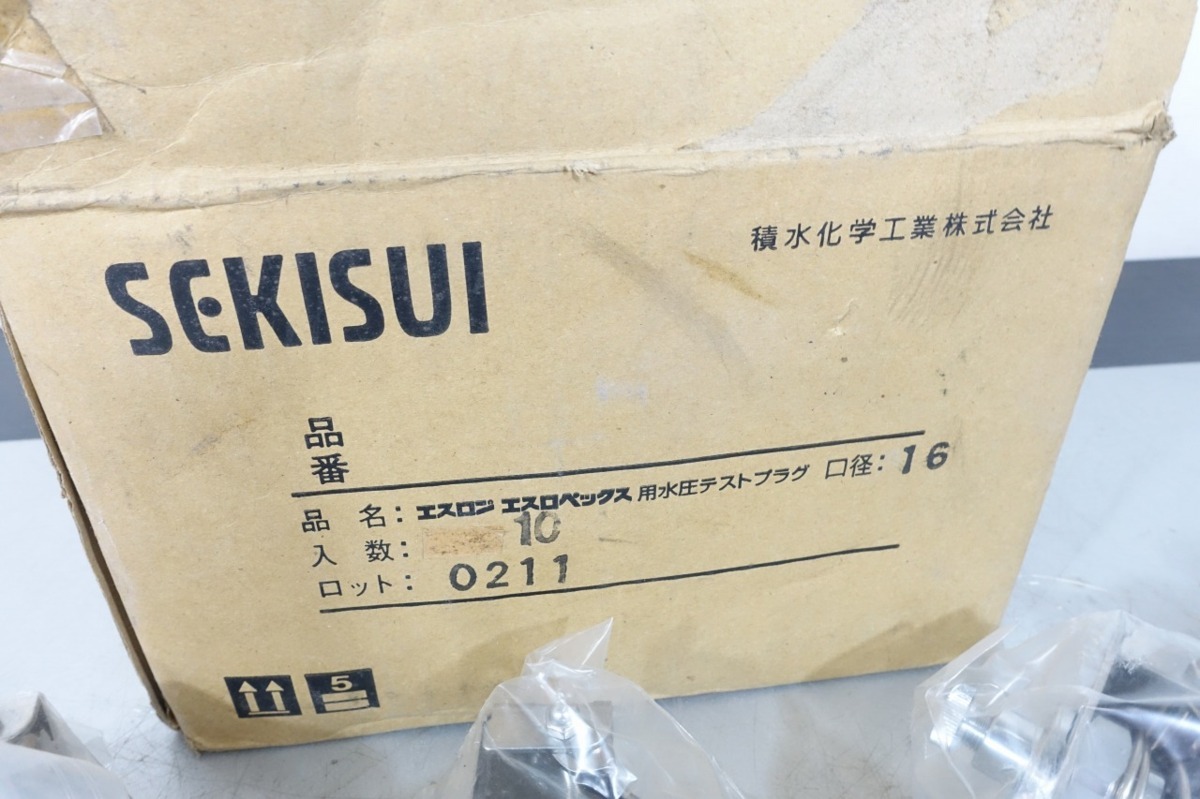 積水化学工業株式会社
SEKISUI
品番
品名：エスロン エスロペックス用水圧テストプラグ 口径：16
入数：10
ロット：0211
5